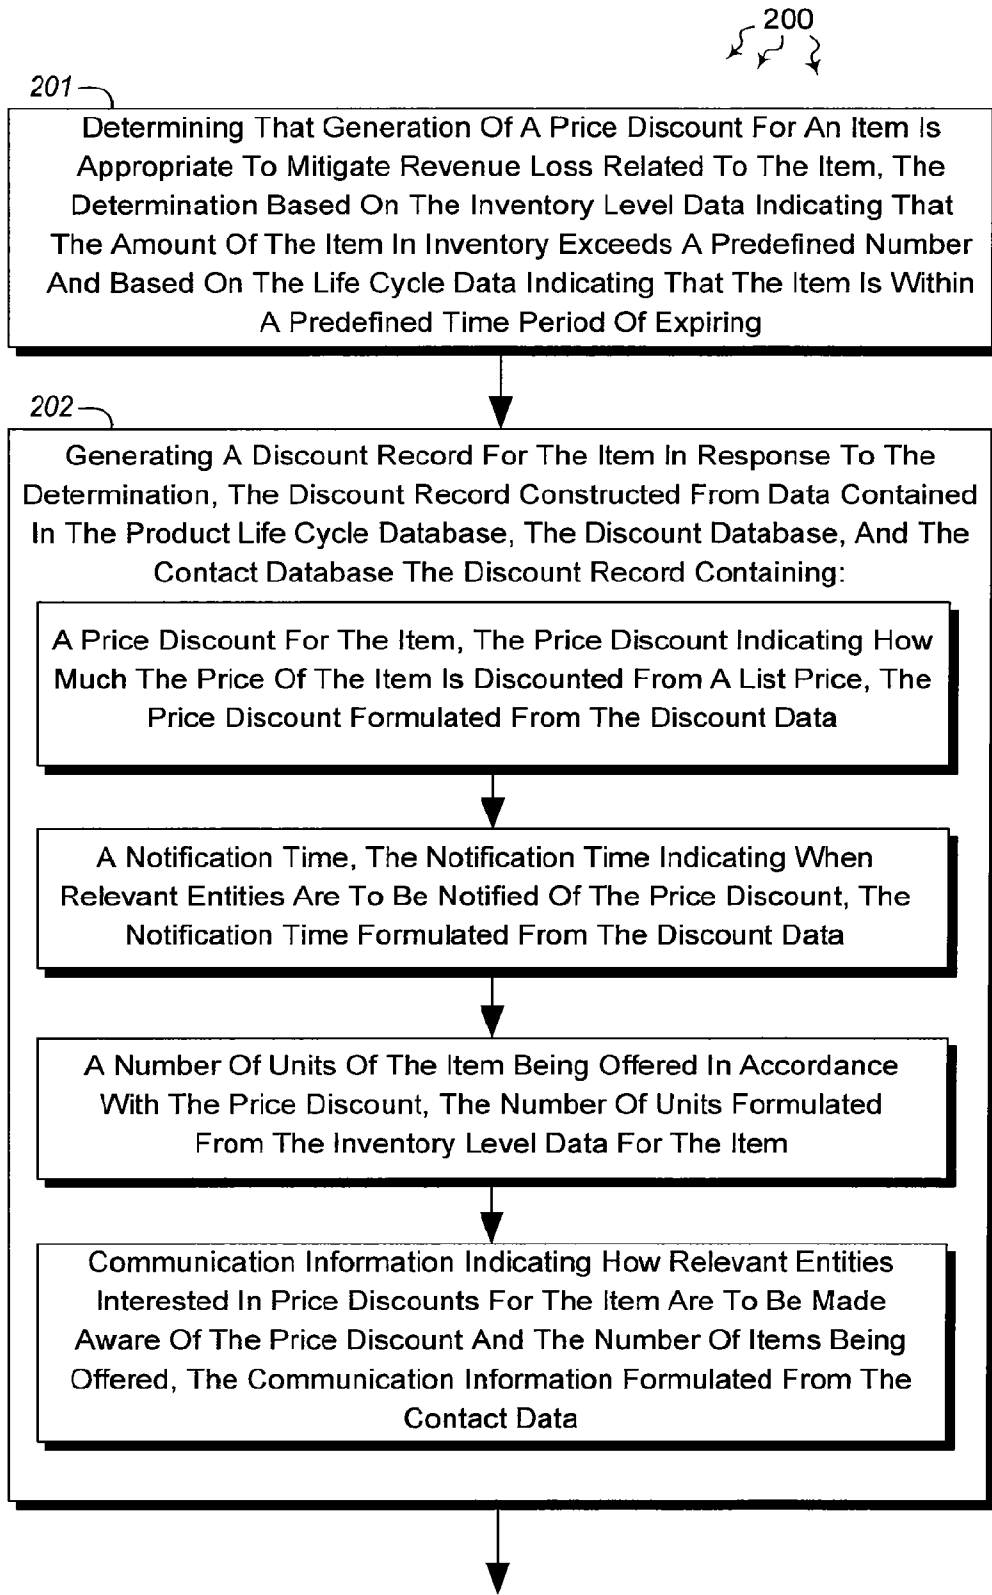 200
201
Determining That Generation Of A Price Discount For An Item Is
Appropriate To Mitigate Revenue Loss Related To The Item, The
Determination Based On The Inventory Level Data Indicating That
The Amount Of The Item In Inventory Exceeds A Predefined Number
And Based On The Life Cycle Data Indicating That The Item Is Within
A Predefined Time Period Of Expiring
202
Generating A Discount Record For The Item In Response To The
Determination, The Discount Record Constructed From Data Contained
In The Product Life Cycle Database, The Discount Database, And The
Contact Database The Discount Record Containing:
A Price Discount For The Item, The Price Discount Indicating How
Much The Price Of The Item Is Discounted From A List Price, The
Price Discount Formulated From The Discount Data
A Notification Time, The Notification Time Indicating When
Relevant Entities Are To Be Notified Of The Price Discount, The
Notification Time Formulated From The Discount Data
A Number Of Units Of The Item Being Offered In Accordance
With The Price Discount, The Number Of Units Formulated
From The Inventory Level Data For The Item
Communication Information Indicating How Relevant Entities
Interested In Price Discounts For The Item Are To Be Made
Aware Of The Price Discount And The Number Of Items Being
Offered, The Communication Information Formulated From The
Contact Data